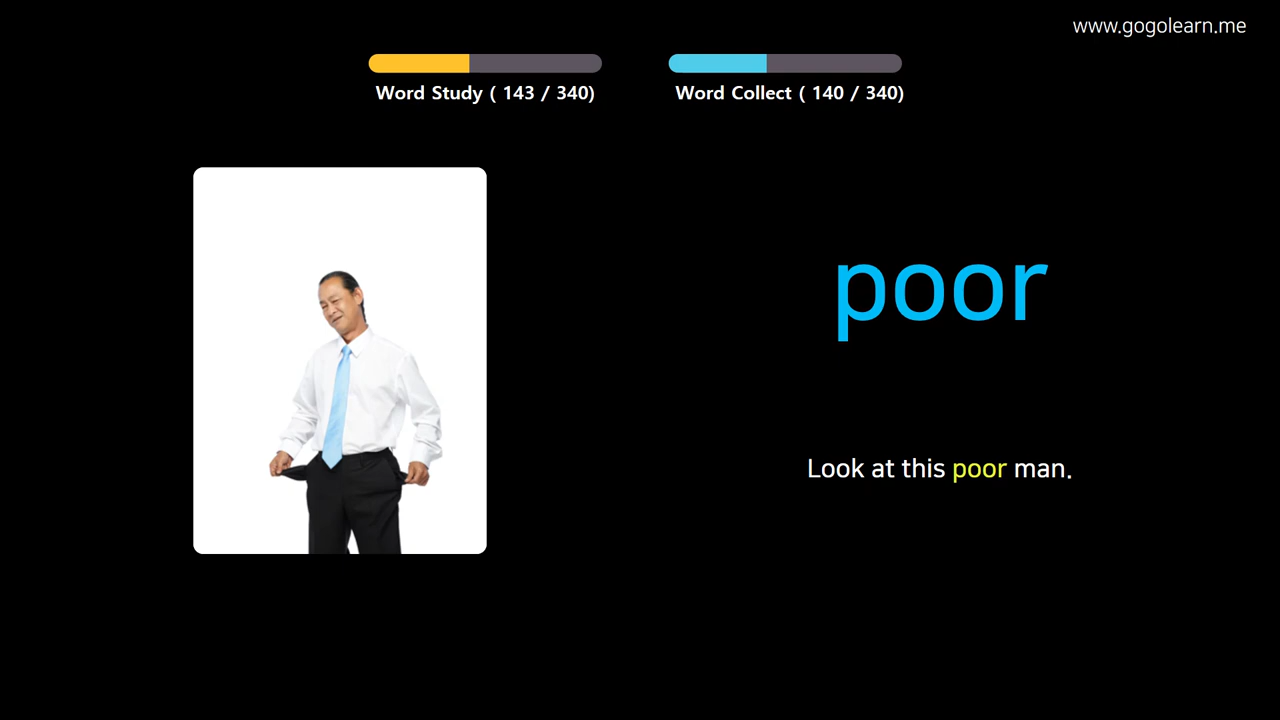 www.gogolearn.me
Word Study ( 143 / 340)
Word Collect ( 140 / 340)
poor
Look at this poor man.